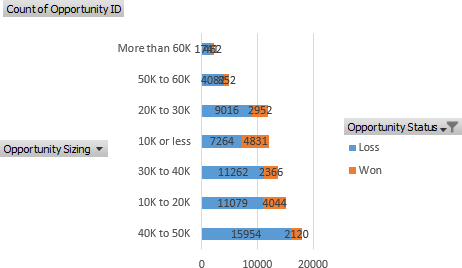 Count of Opportunity ID
More than 60K
50K to 60K 4082 852
20K to 30K 9016 2952
10K or less 7264 4831
30K to 40K 11262 2366
10K to 20K 11079 4044
40K to 50K 15954 2120
0 10000 20000
Opportunity Sizing
Opportunity Status
Loss
Won